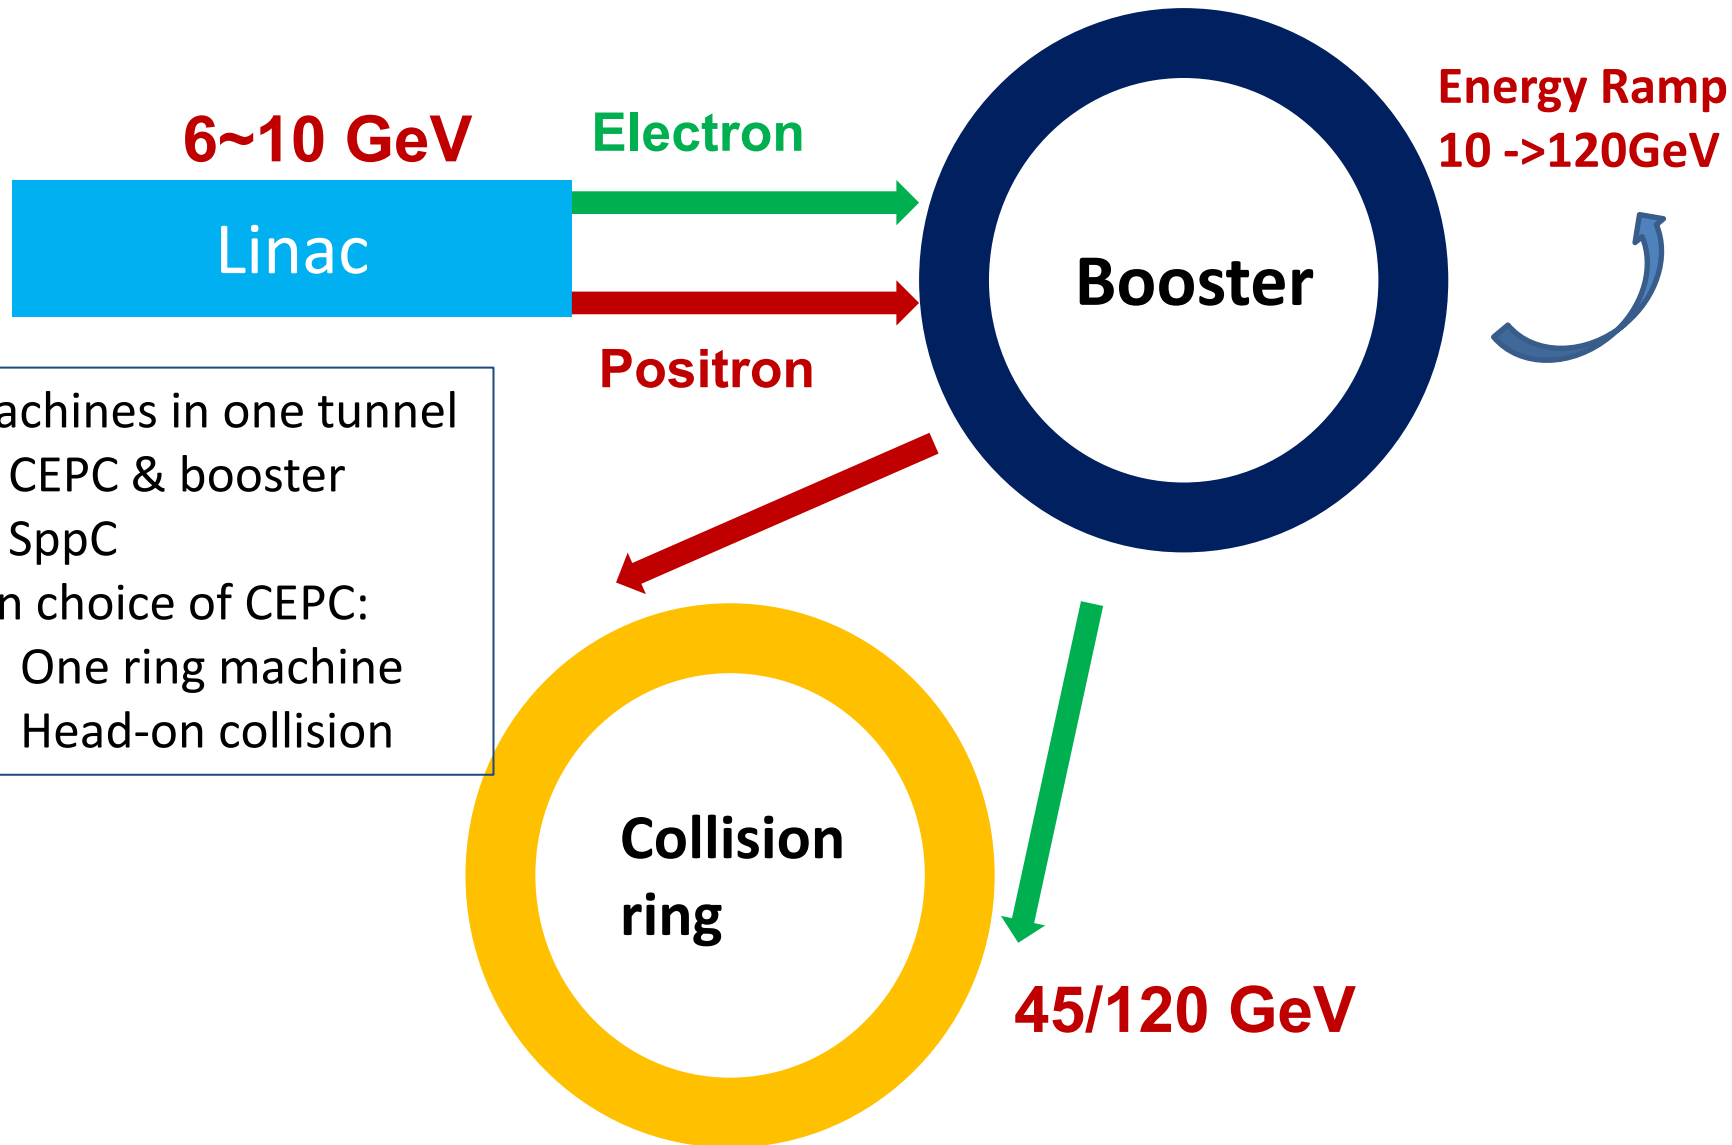 6~10 GeV
Electron
Energy Ramp
10 ->120GeV
Linac
Booster
Positron
achines in one tunnel
CEPC & booster
SppC
n choice of CEPC:
One ring machine
Head-on collision
Collision
ring
45/120 GeV